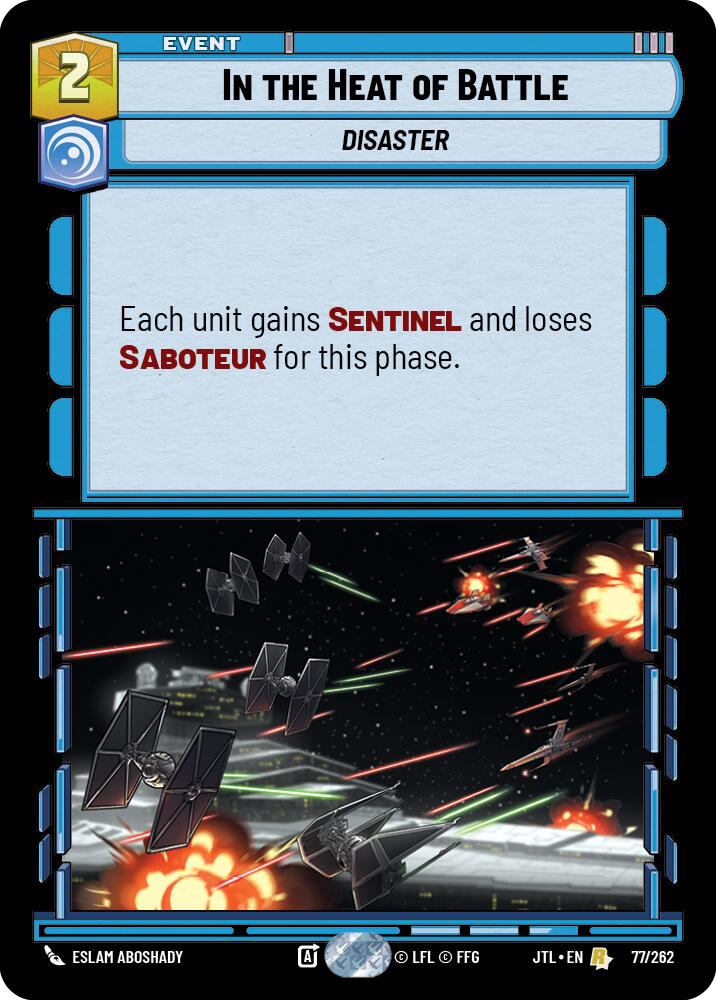 EVENT
2
IN THE HEAT OF BATTLE
DISASTER
Each unit gains SENTINEL and loses
SABOTEUR for this phase.
ESLAM ABOSHADY
A
© LFL © FFG
JTL • EN
R
77/262